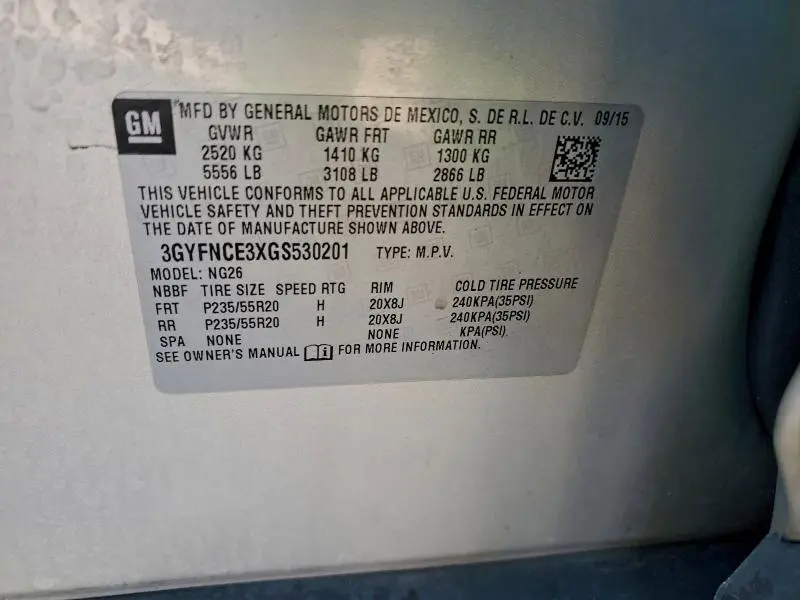 GM
MFD BY GENERAL MOTORS DE MEXICO, S. DE R.L. DE C.V. 09/15
GVWR GAWR FRT GAWR RR
2520 KG 1410 KG 1300 KG
5556 LB 3108 LB 2866 LB
THIS VEHICLE CONFORMS TO ALL APPLICABLE U.S. FEDERAL MOTOR
VEHICLE SAFETY AND THEFT PREVENTION STANDARDS IN EFFECT ON
THE DATE OF MANUFACTURE SHOWN ABOVE.
3GYFNCE3XGS530201 TYPE: M.P.V.
MODEL: NG26
NBBF TIRE SIZE SPEED RTG RIM COLD TIRE PRESSURE
FRT P235/55R20 H 20X8J 240KPA(35PSI)
RR P235/55R20 H 20X8J 240KPA(35PSI)
SPA NONE NONE KPA(PSI)
SEE OWNER'S MANUAL FOR MORE INFORMATION.